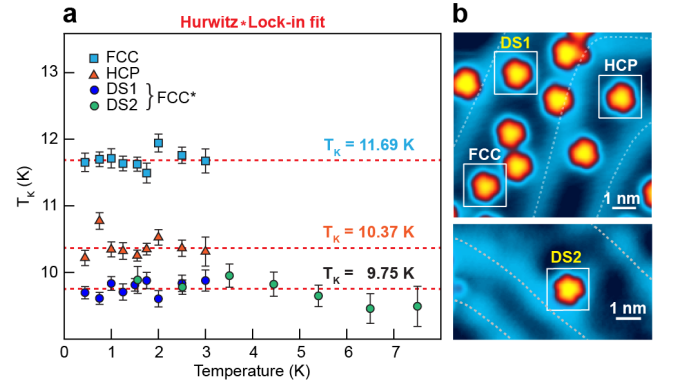 a
Hurwitz*Lock-in fit
FCC
HCP
DS1
DS2
} FCC*
13
12
11
10
T_K (K)
T_K = 11.69 K
T_K = 10.37 K
T_K = 9.75 K
0 1 2 3 4 5 6 7
Temperature (K)
b
DS1
HCP
FCC
1 nm
DS2
1 nm